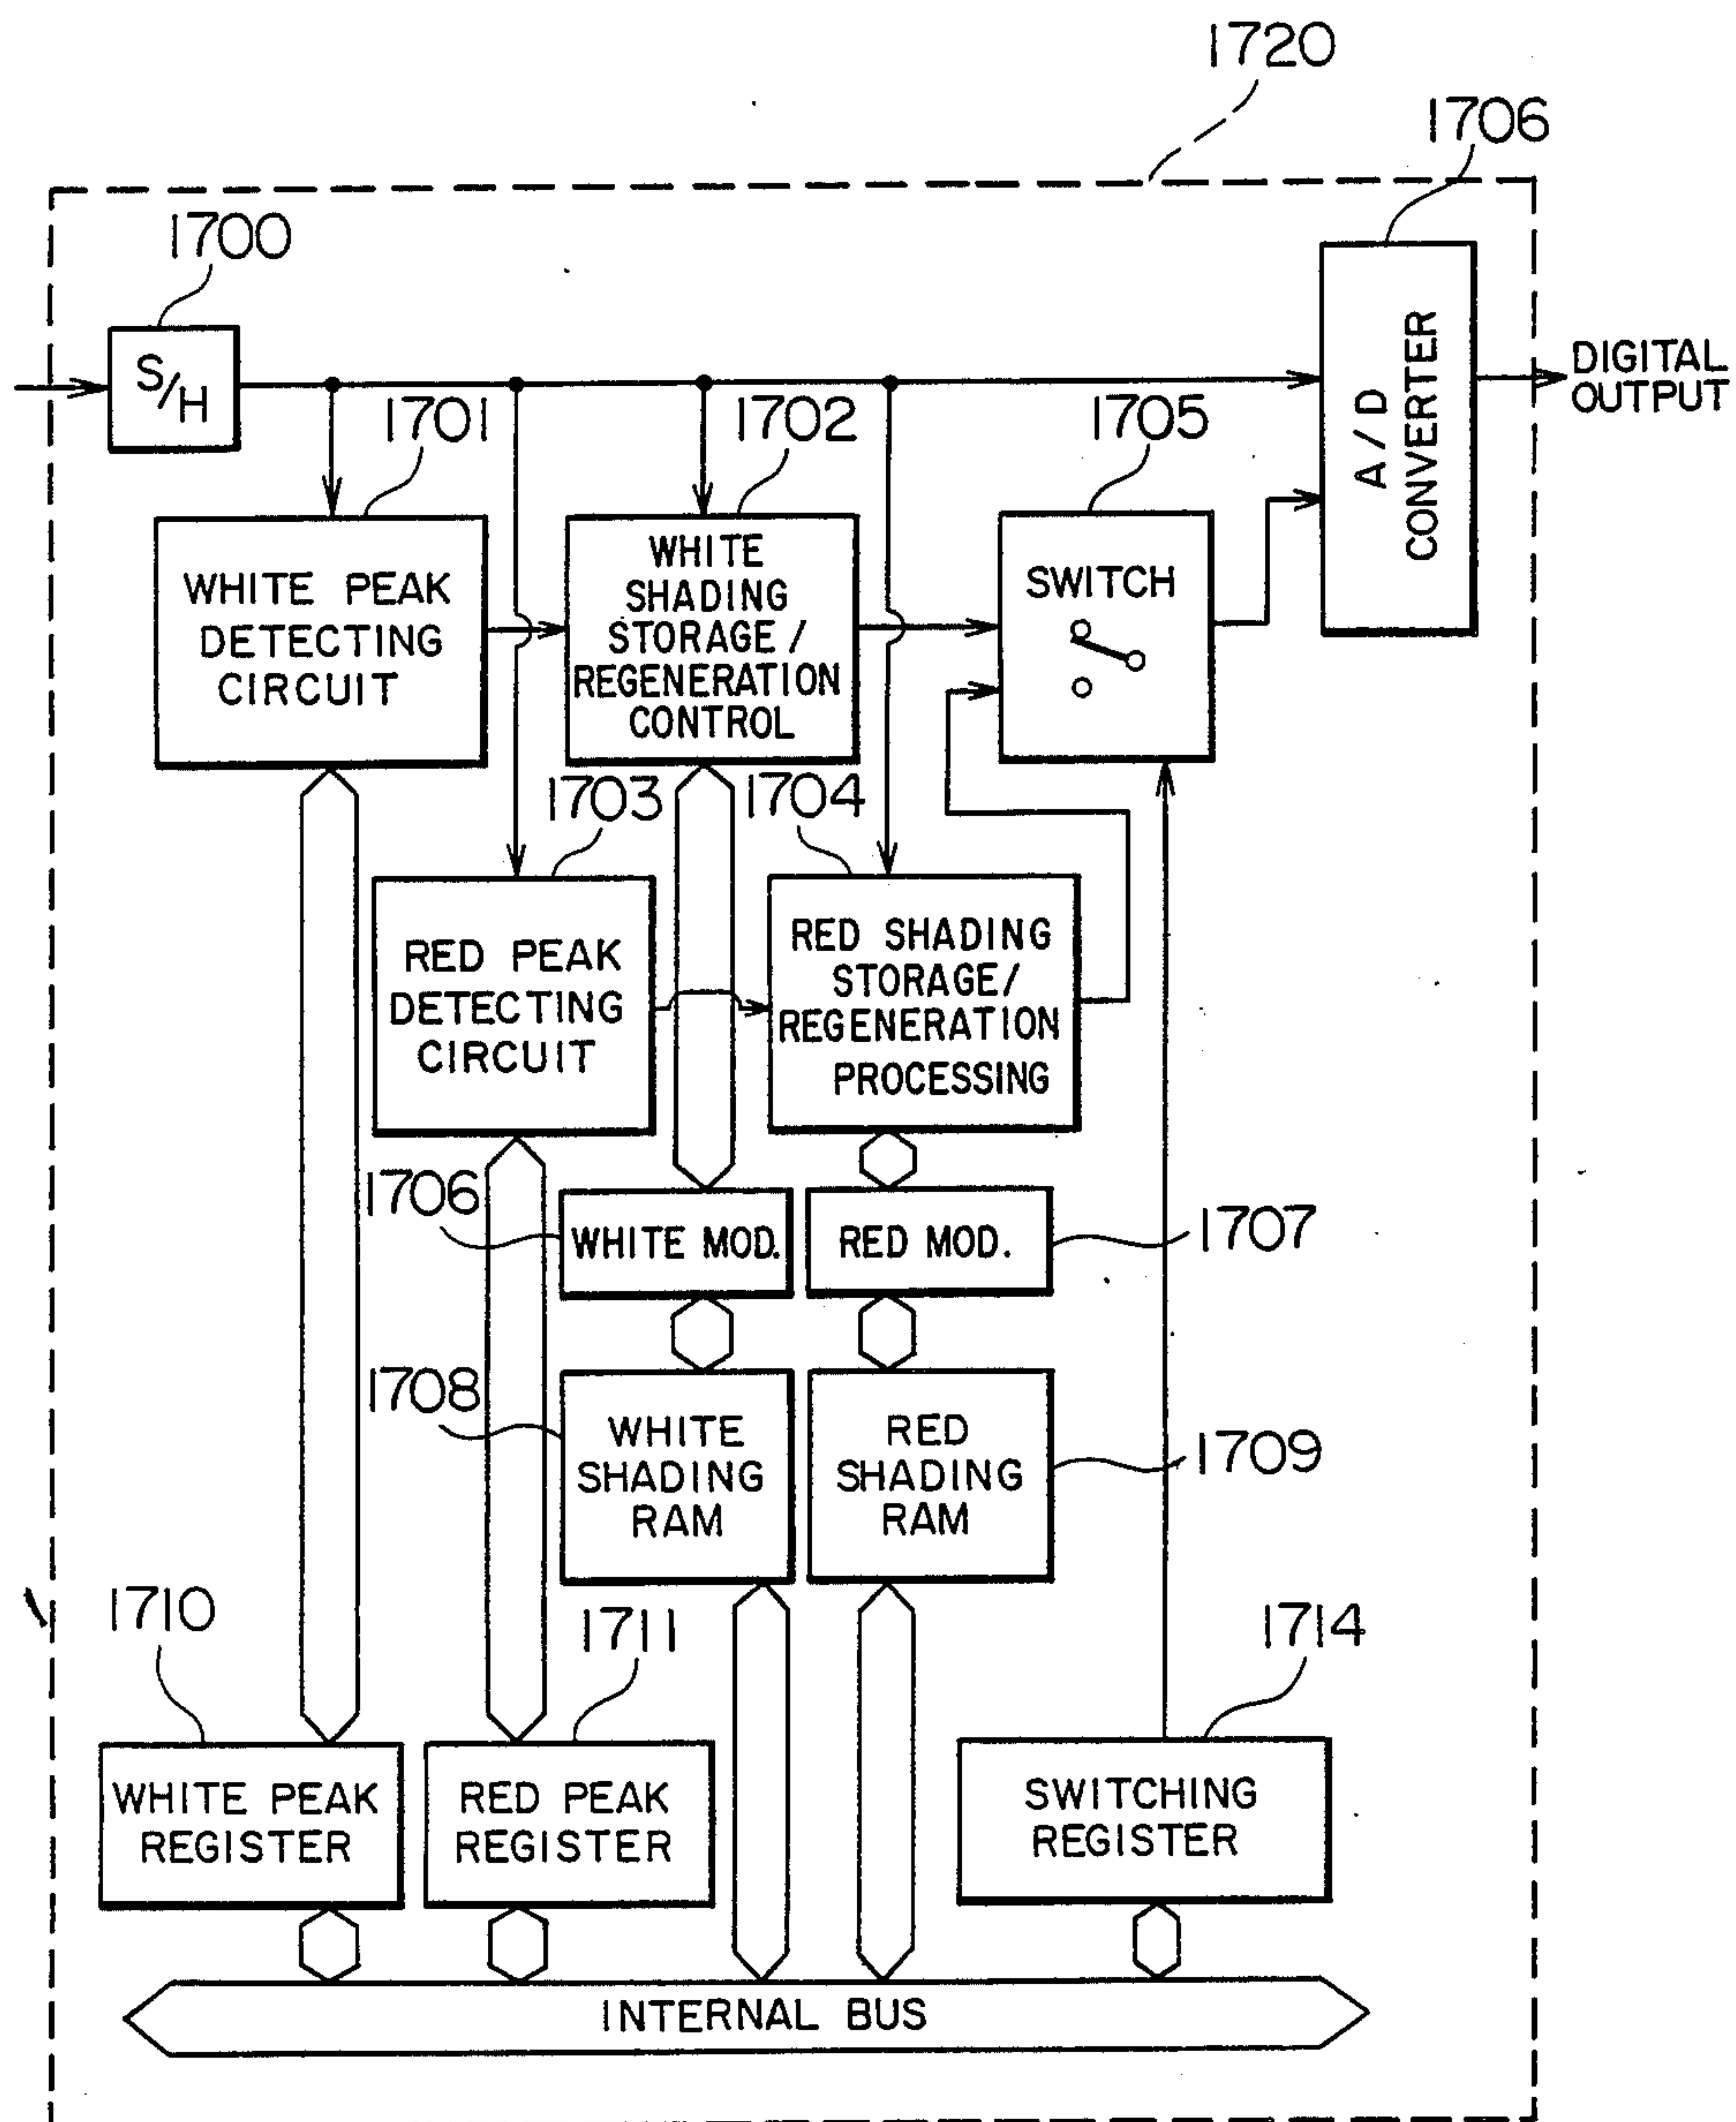 1720
1706
1700
S/H
DIGITAL
OUTPUT
A/D
CONVERTER
1701
1702
1705
WHITE PEAK
DETECTING
CIRCUIT
WHITE
SHADING
STORAGE/
REGENERATION
CONTROL
SWITCH
1703
1704
RED PEAK
DETECTING
CIRCUIT
RED SHADING
STORAGE/
REGENERATION
PROCESSING
1706
WHITE MOD.
RED MOD.
1707
1708
WHITE
SHADING
RAM
RED
SHADING
RAM
1709
1710
1711
1714
WHITE PEAK
REGISTER
RED PEAK
REGISTER
SWITCHING
REGISTER
INTERNAL BUS